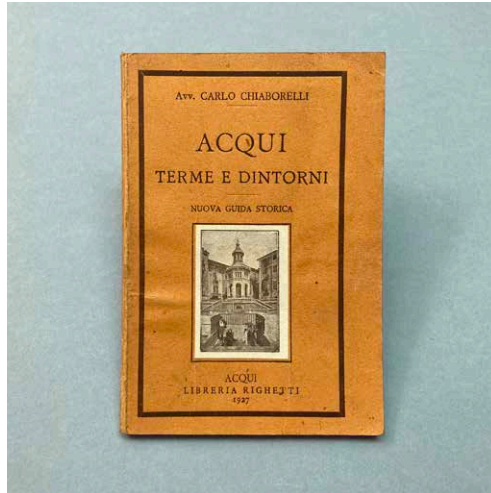 Avv. CARLO CHIABORELLI
ACQUI
TERME E DINTORNI
NUOVA GUIDA STORICA
ACQUI
LIBRERIA RIGHETTI
1927